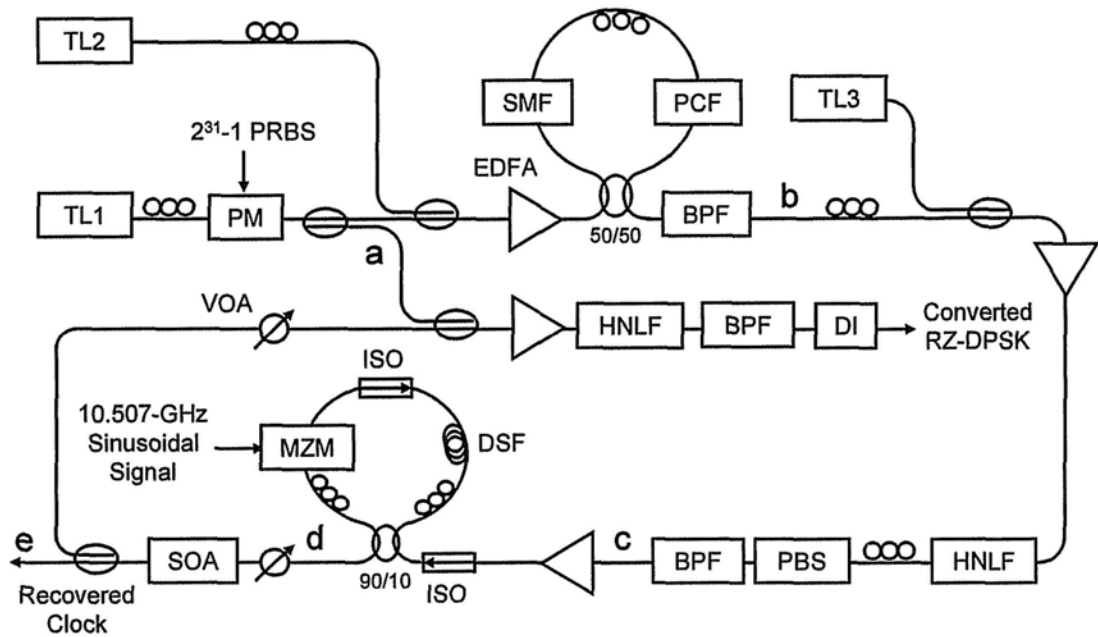 TL2
SMF
PCF
TL3
2³¹-1 PRBS
EDFA
TL1
PM
BPF
b
50/50
a
VOA
HNLF
BPF
DI
Converted
RZ-DPSK
ISO
10.507-GHz
Sinusoidal
Signal
MZM
DSF
e
SOA
d
90/10
ISO
c
BPF
PBS
HNLF
Recovered
Clock